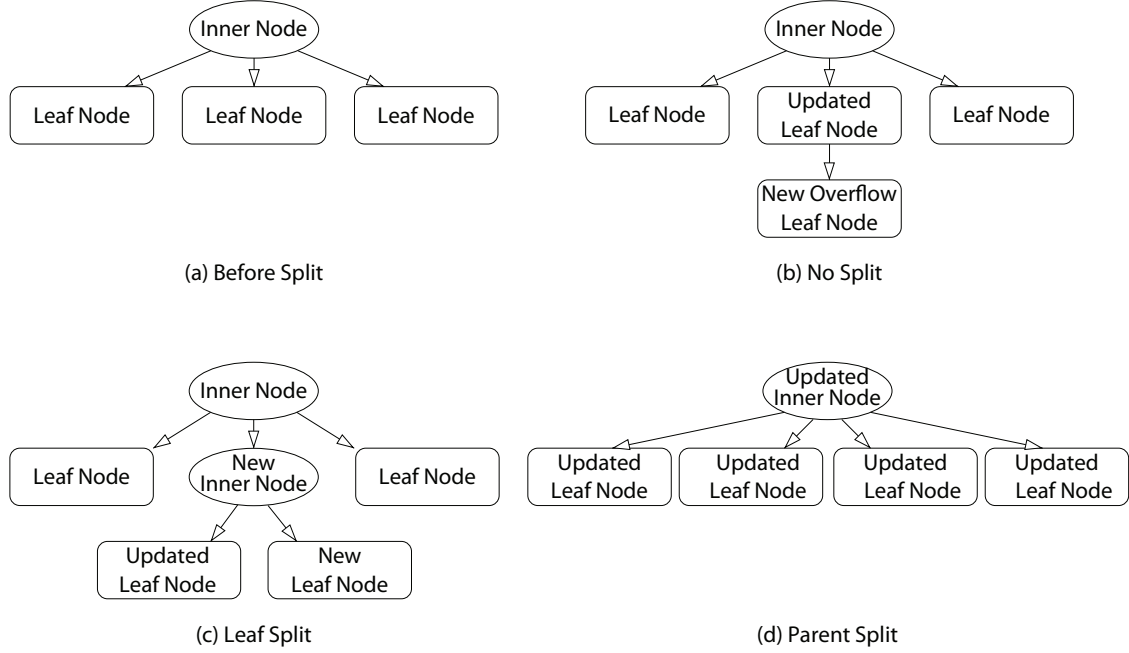 Inner Node
Leaf Node
Leaf Node
Leaf Node
(a) Before Split
Inner Node
Leaf Node
Updated
Leaf Node
Leaf Node
New Overflow
Leaf Node
(b) No Split
Inner Node
Leaf Node
New
Inner Node
Leaf Node
Updated
Leaf Node
New
Leaf Node
(c) Leaf Split
Updated
Inner Node
Updated
Leaf Node
Updated
Leaf Node
Updated
Leaf Node
Updated
Leaf Node
(d) Parent Split